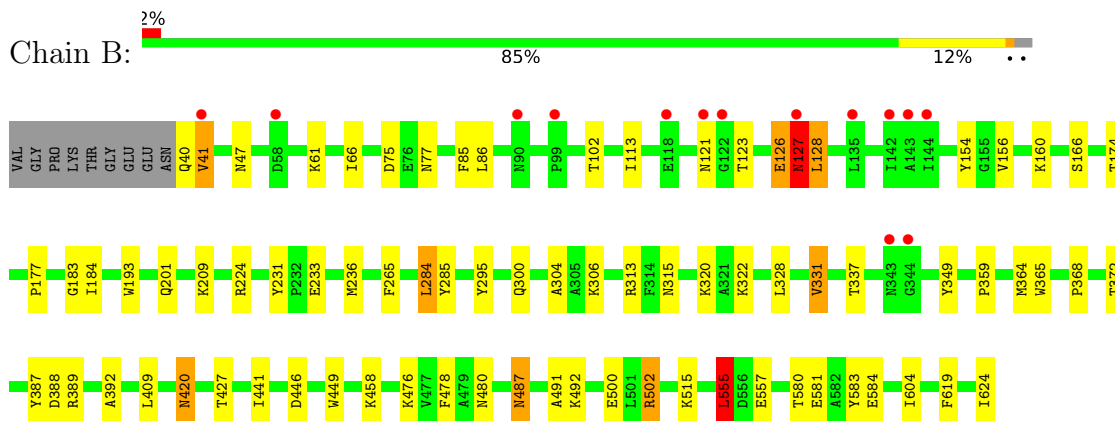 2%
Chain B:
85% 12% • •
VAL GLY PRO LYS THR GLY GLU GLU ASN Q40 V41 N47 D58 K61 I66 D75 E76 N77 F85 L86 N90 P99 T102 I113 E118 N121 G122 T123 E126 N127 L128 L135 I142 A143 I144 Y154 G155 V156 K160 S166 T174
P177 G183 I184 W193 Q201 K209 R224 Y231 P232 E233 M236 F265 L284 Y285 Y295 Q300 A304 A305 K306 R313 F314 N315 K320 A321 K322 L328 V331 T337 N343 G344 Y349 P359 M364 W365 P368 T372
Y387 D388 R389 A392 L409 N420 T427 I441 D446 W449 K458 K476 V477 F478 A479 N480 N487 A491 K492 E500 L501 R502 K515 L555 D556 E557 T580 E581 A582 Y583 E584 I604 F619 I624